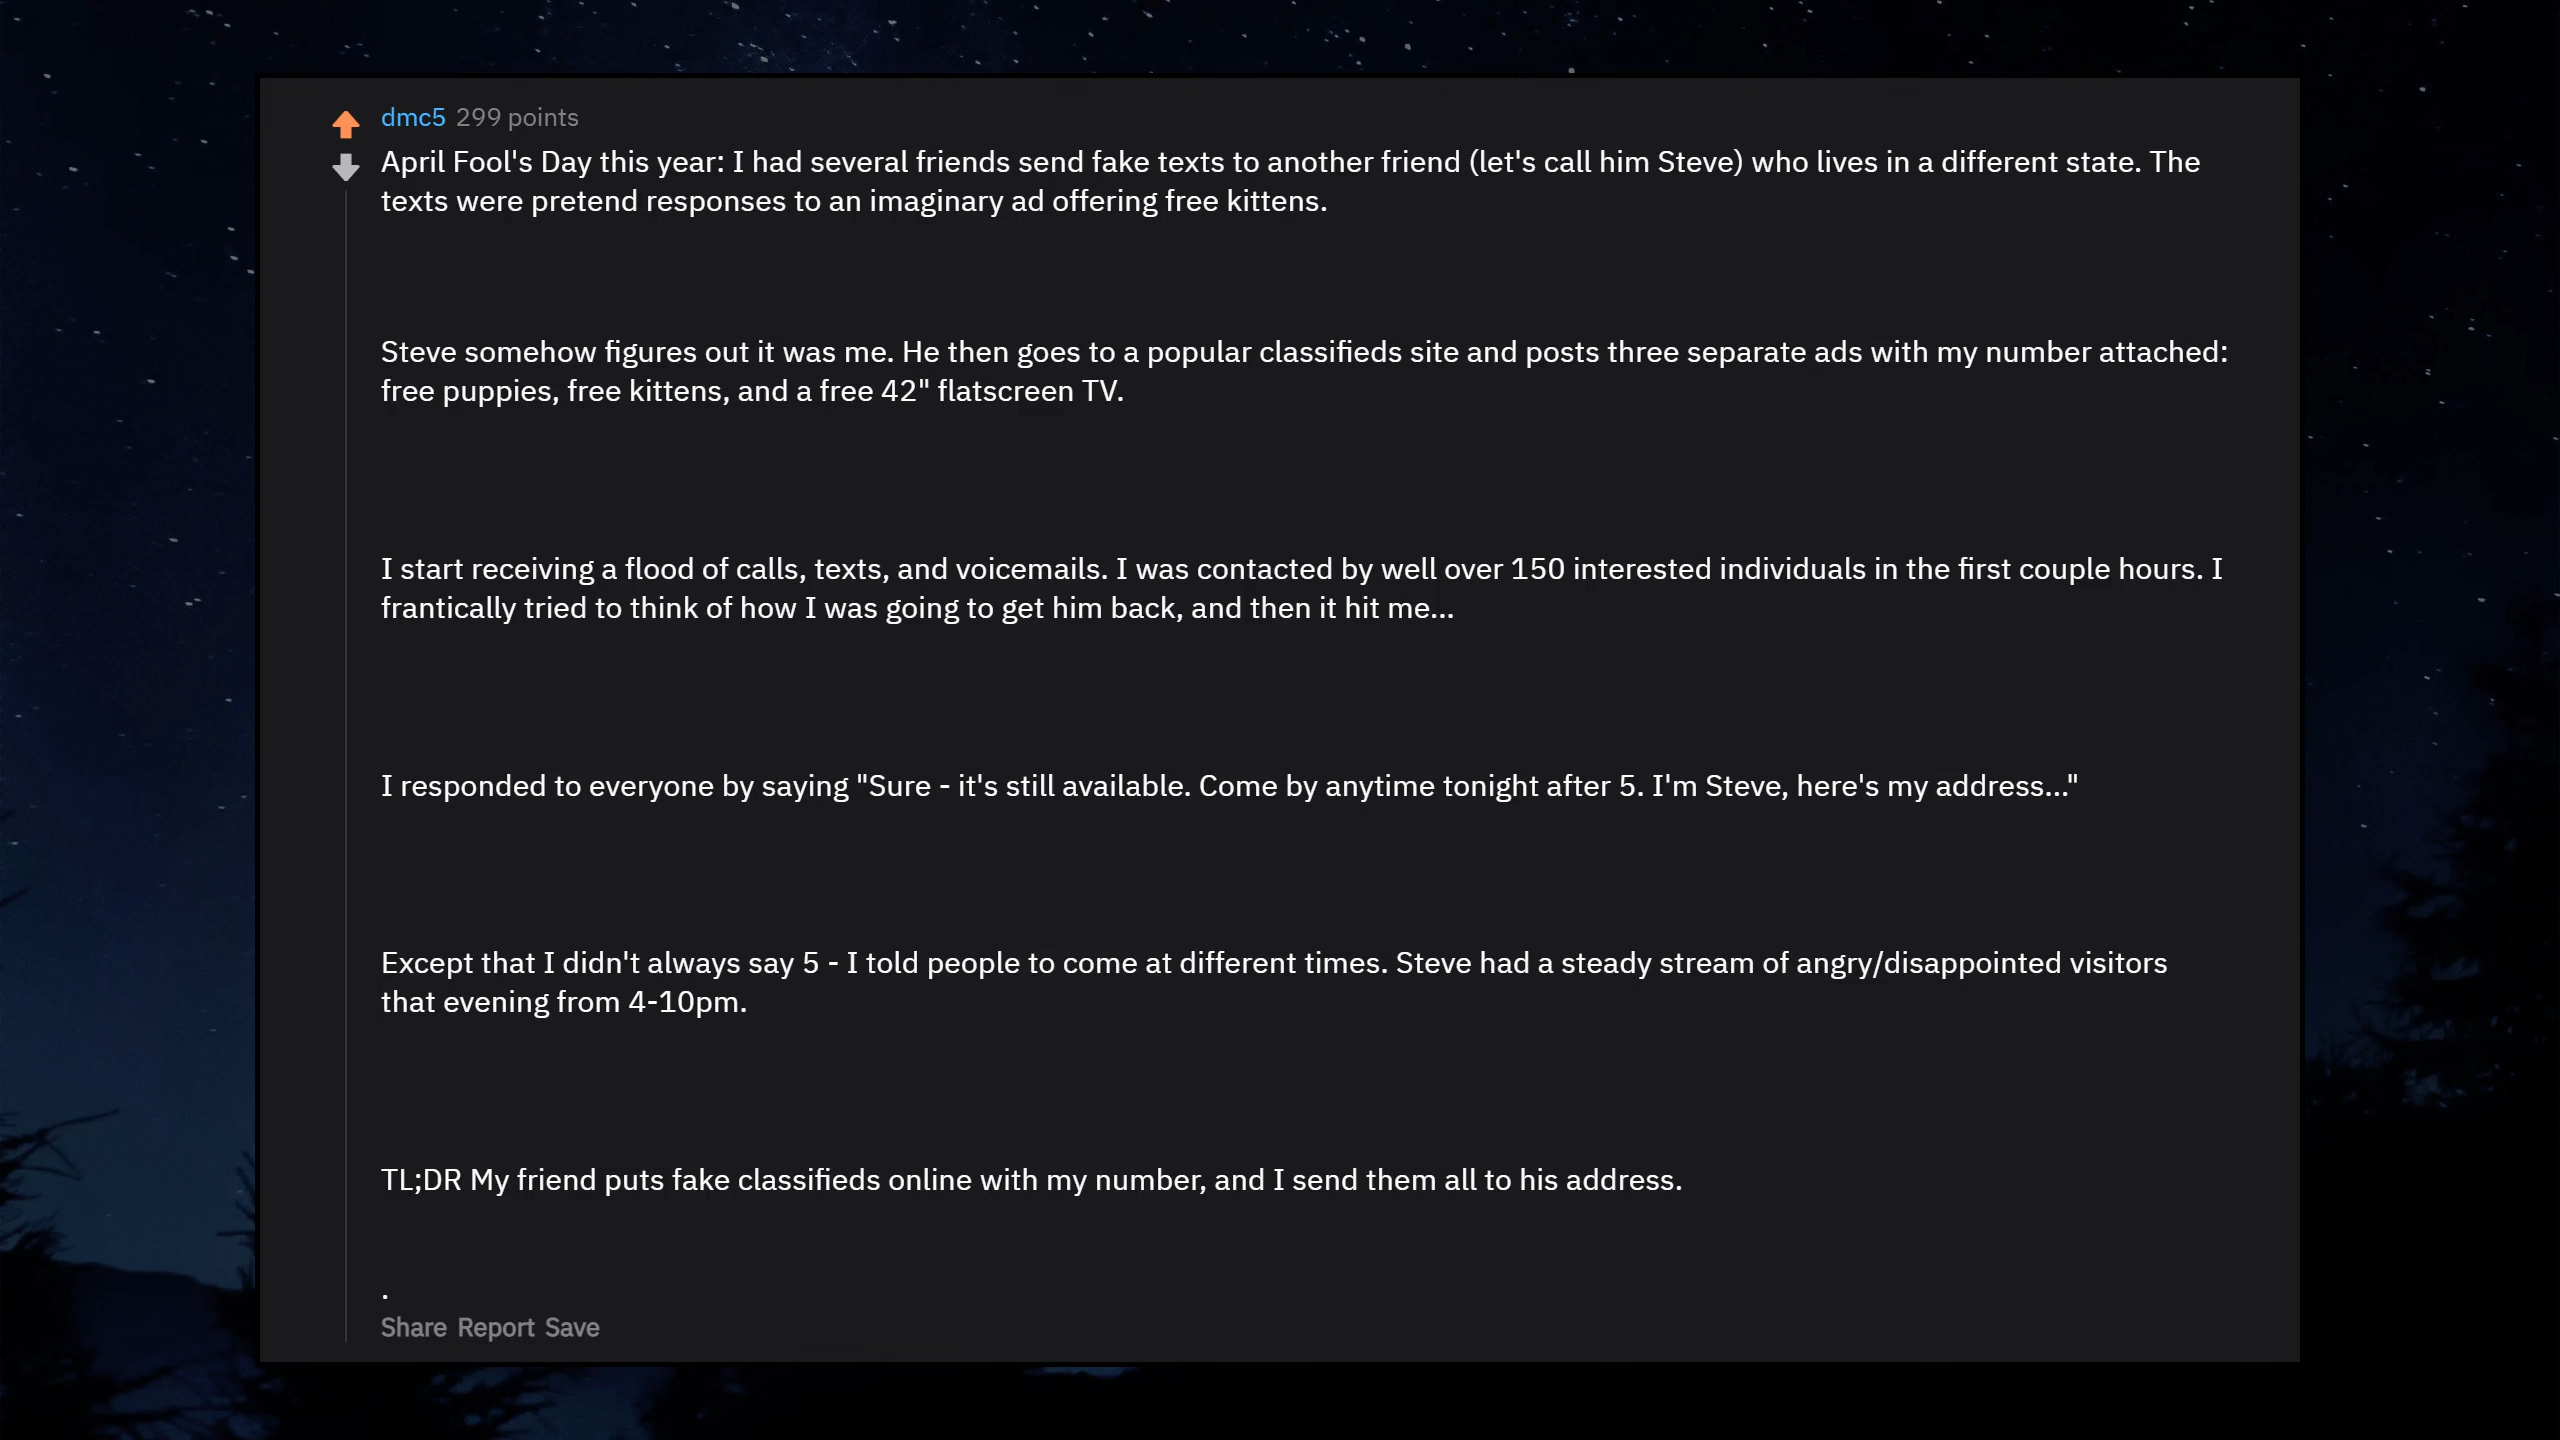 dmc5 299 points
April Fool's Day this year: I had several friends send fake texts to another friend (let's call him Steve) who lives in a different state. The
texts were pretend responses to an imaginary ad offering free kittens.
Steve somehow figures out it was me. He then goes to a popular classifieds site and posts three separate ads with my number attached:
free puppies, free kittens, and a free 42" flatscreen TV.
I start receiving a flood of calls, texts, and voicemails. I was contacted by well over 150 interested individuals in the first couple hours. I
frantically tried to think of how I was going to get him back, and then it hit me...
I responded to everyone by saying "Sure - it's still available. Come by anytime tonight after 5. I'm Steve, here's my address..."
Except that I didn't always say 5 - I told people to come at different times. Steve had a steady stream of angry/disappointed visitors
that evening from 4-10pm.
TL;DR My friend puts fake classifieds online with my number, and I send them all to his address.
.
Share Report Save